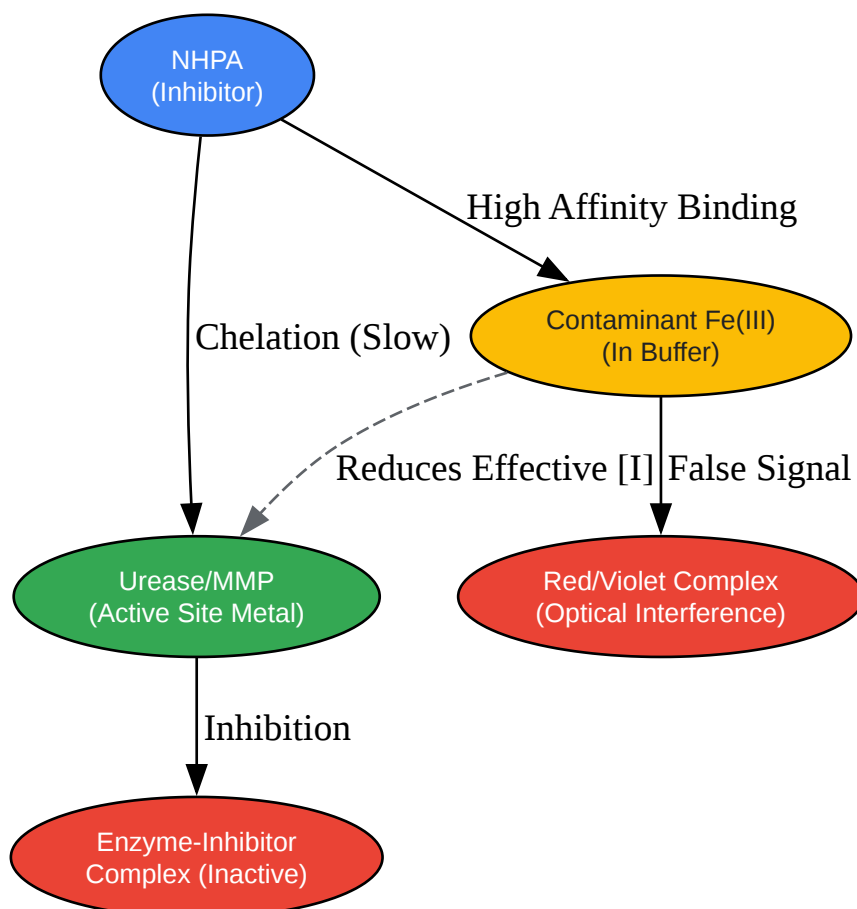 NHPA
(Inhibitor)
High Affinity Binding
Contaminant Fe(III)
(In Buffer)
Chelation (Slow)
Reduces Effective [I]
False Signal
Urease/MMP
(Active Site Metal)
Red/Violet Complex
(Optical Interference)
Inhibition
Enzyme-Inhibitor
Complex (Inactive)